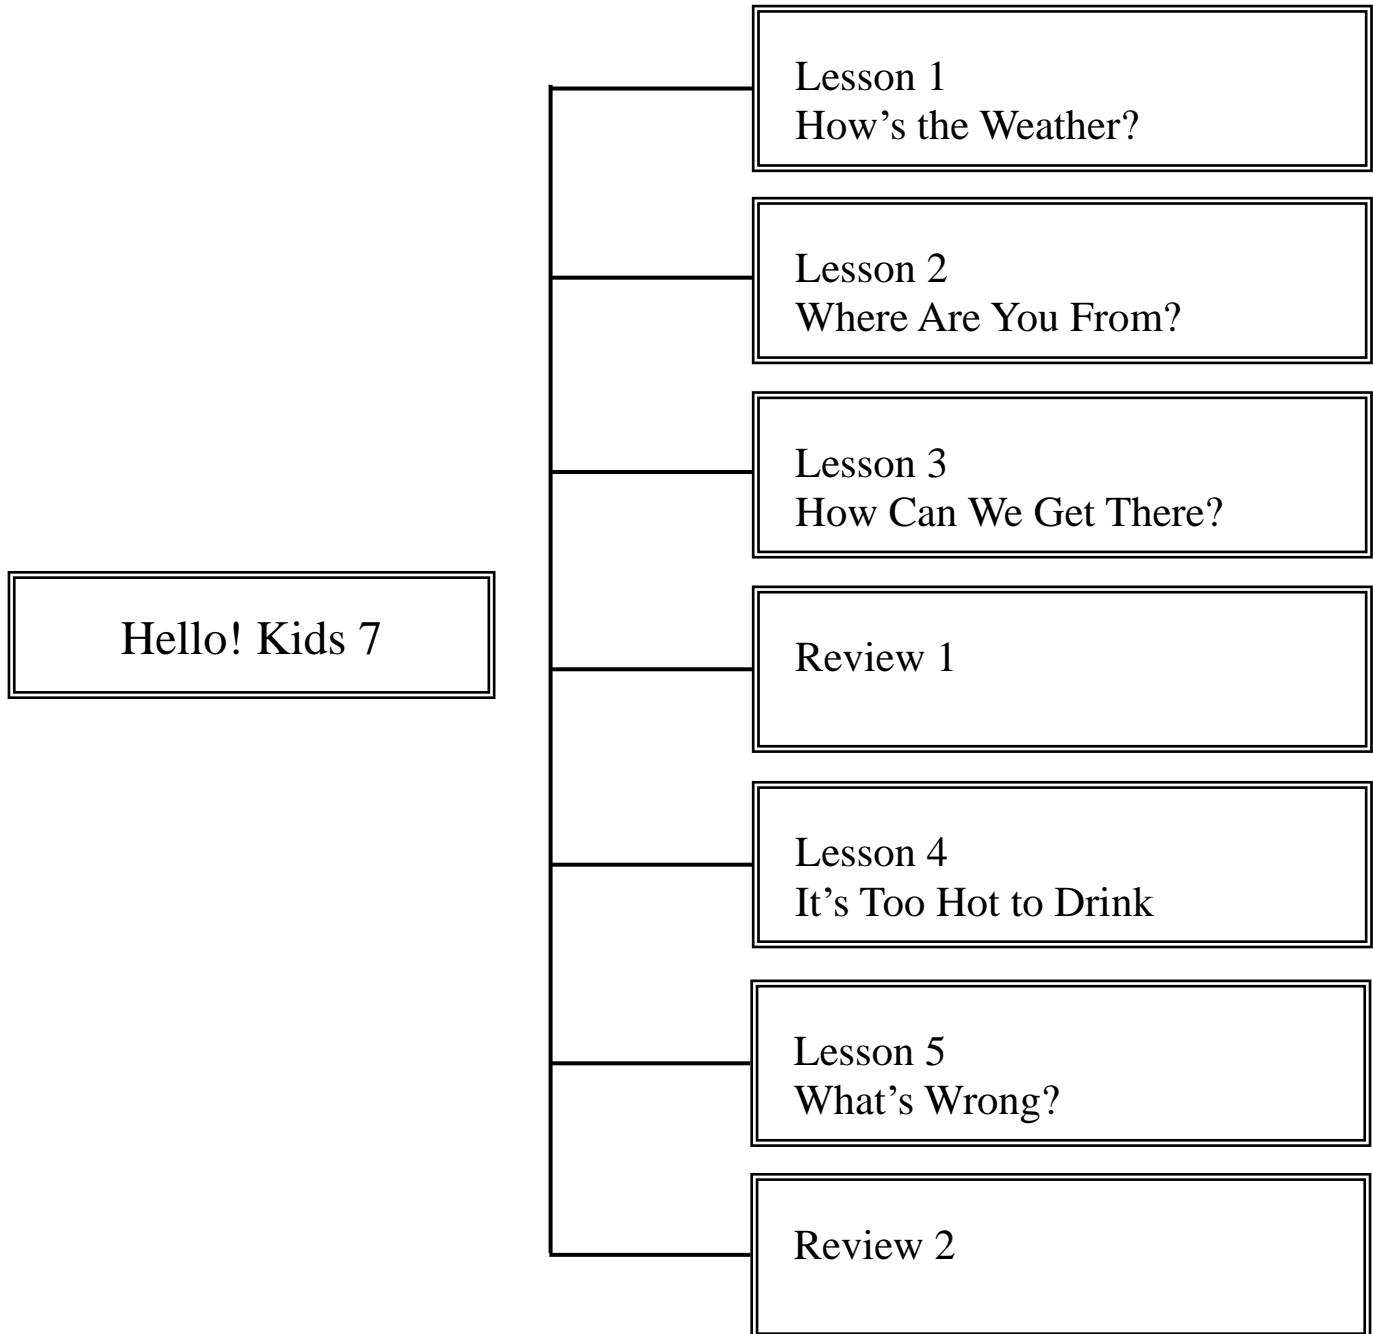 Hello! Kids 7
Lesson 1
How’s the Weather?
Lesson 2
Where Are You From?
Lesson 3
How Can We Get There?
Review 1
Lesson 4
It’s Too Hot to Drink
Lesson 5
What’s Wrong?
Review 2